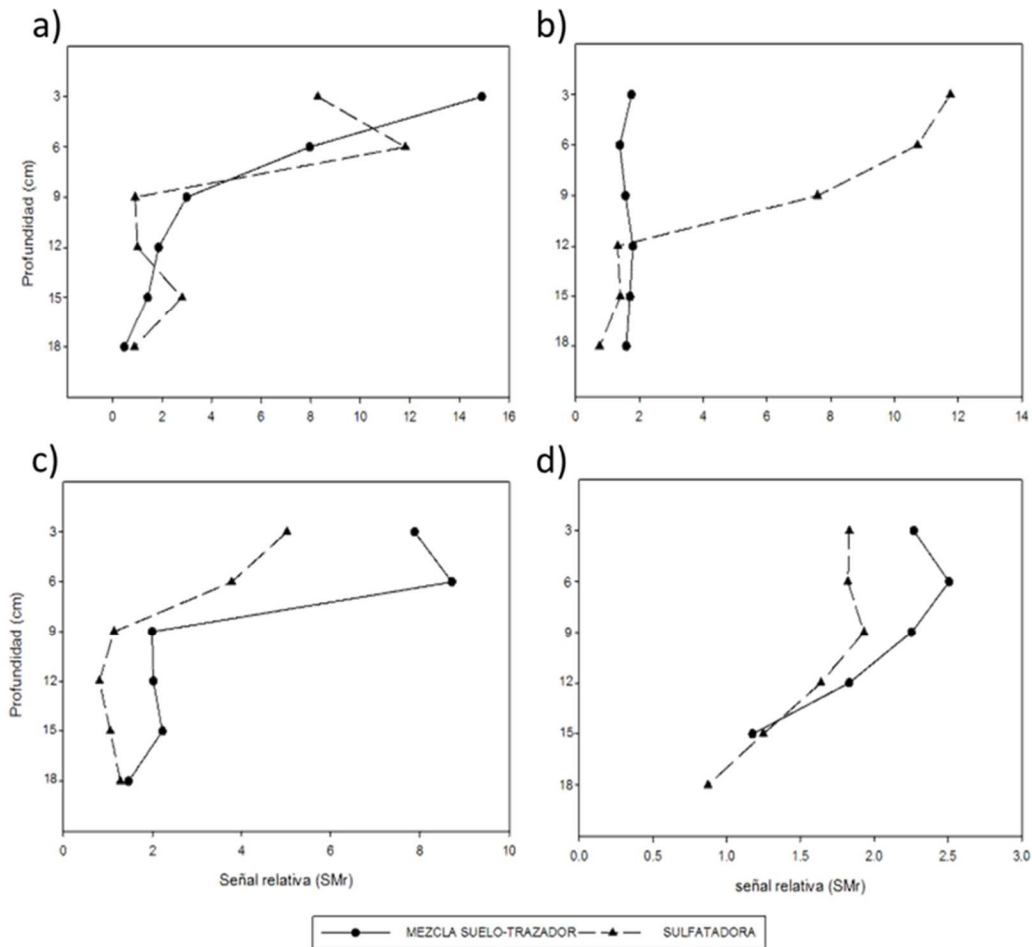 a)
3
6
9
12
15
18
Profundidad (cm)
0 2 4 6 8 10 12 14 16
b)
3
6
9
12
15
18
0 2 4 6 8 10 12 14
c)
3
6
9
12
15
18
Profundidad (cm)
0 2 4 6 8 10
Señal relativa (SMr)
d)
3
6
9
12
15
18
0.0 0.5 1.0 1.5 2.0 2.5 3.0
señal relativa (SMr)
MEZCLA SUELO-TRAZADOR SULFATADORA